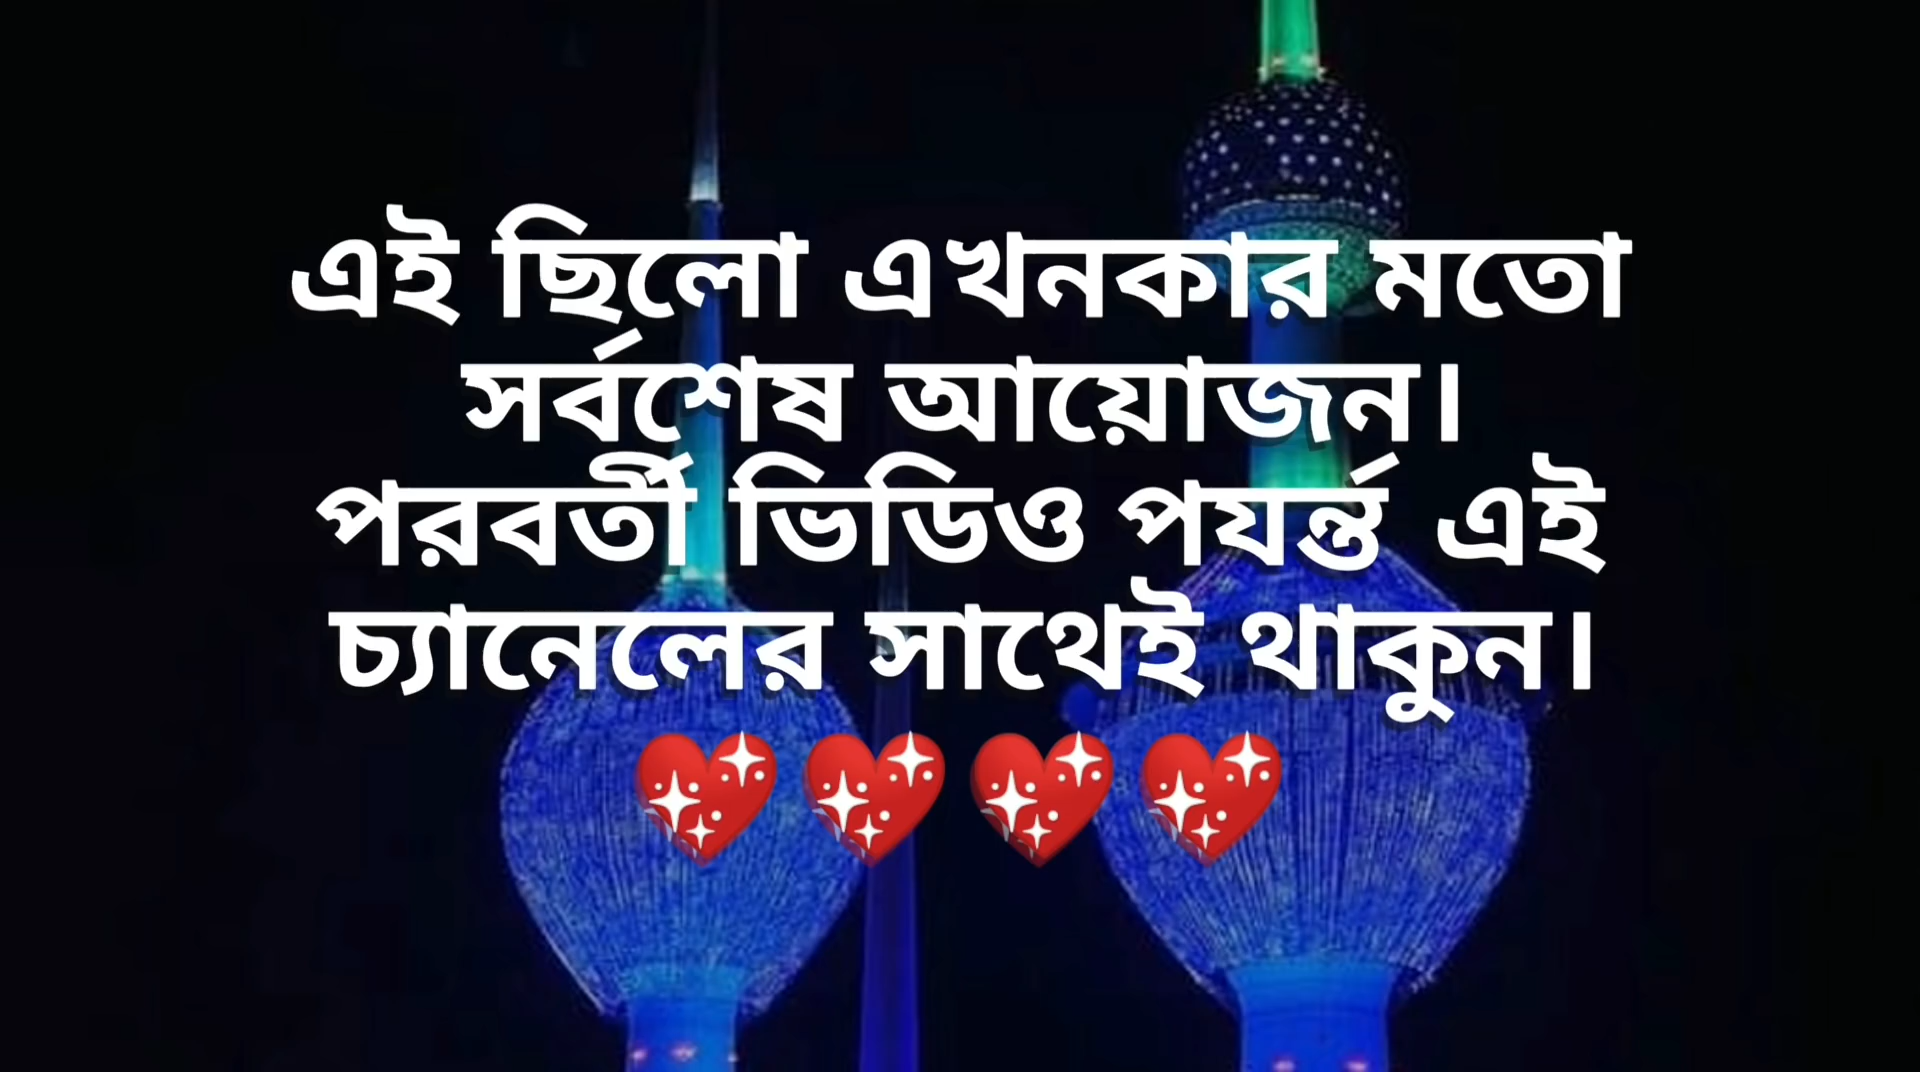 এই ছিলো এখনকার মতো
সর্বশেষ আয়োজন।
পরবর্তী ভিডিও পযর্ন্ত এই
চ্যানেলের সাথেই থাকুন।
💖💖💖💖